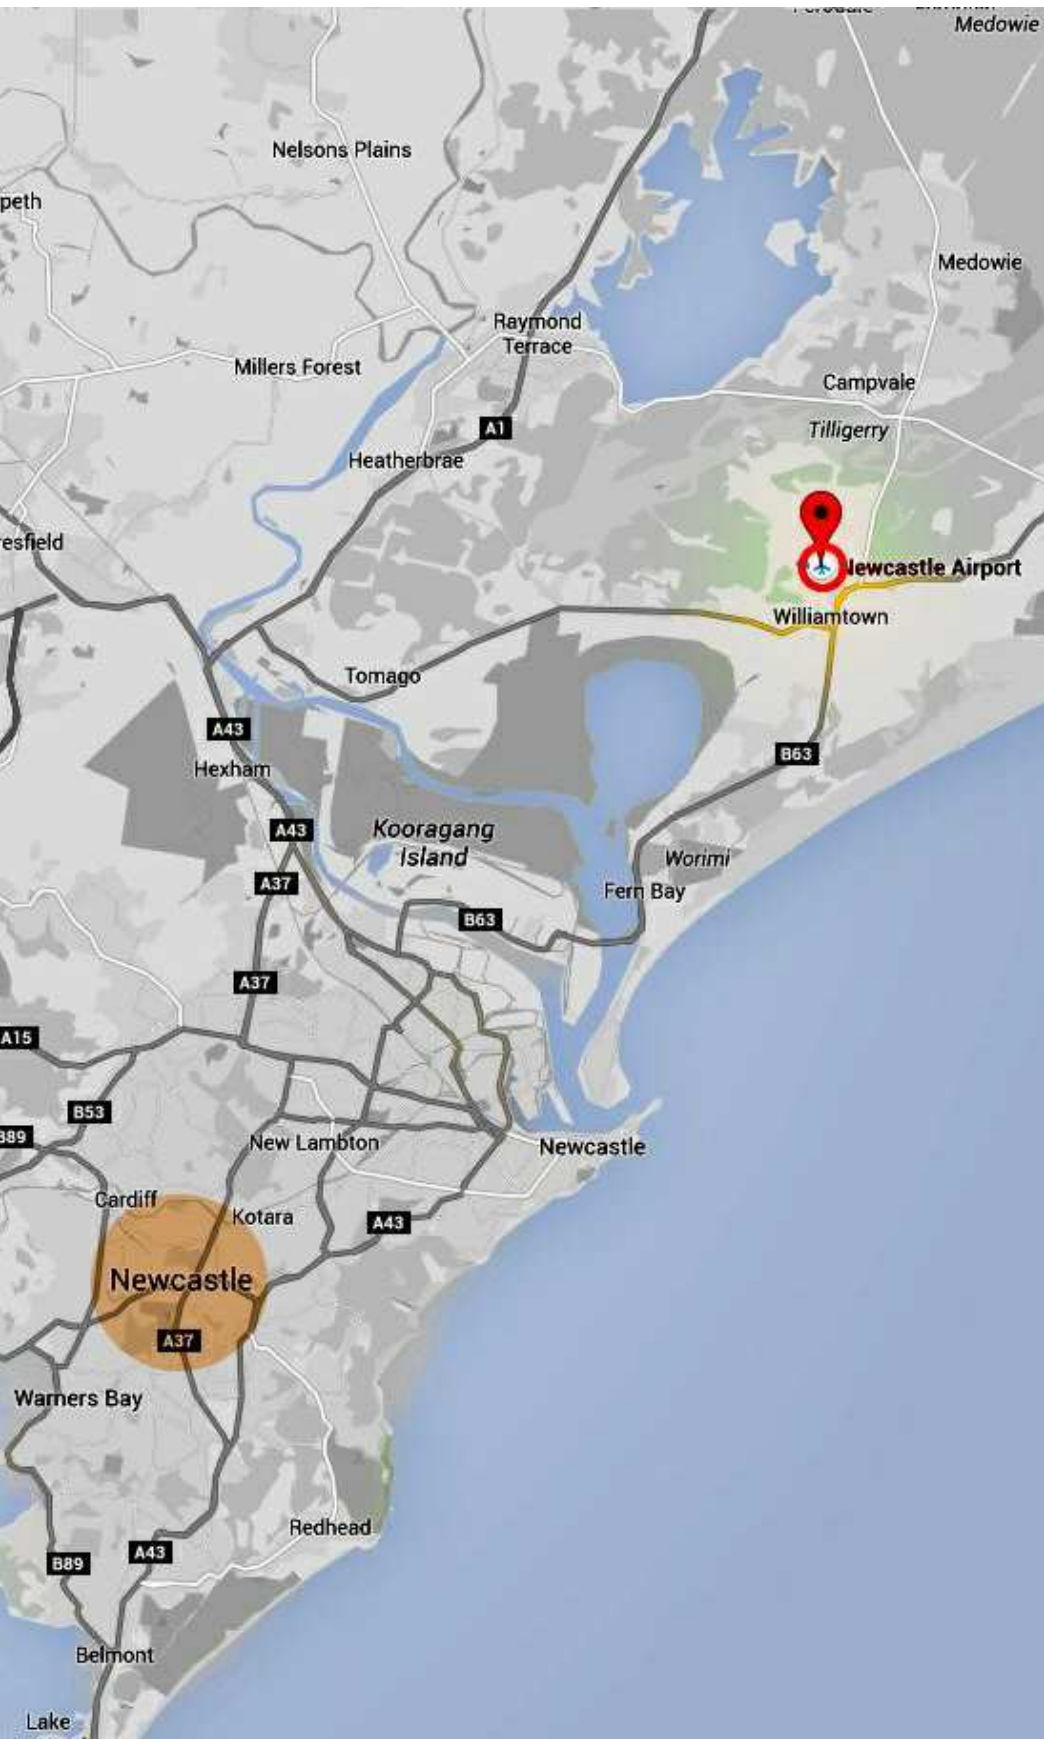 Medowie
Nelsons Plains
peth
Medowie
Raymond
Terrace
Millers Forest
Campvale
A1
Tilligerry
Heatherbrae
resfield
Newcastle Airport
Williamtown
Tomago
A43
B63
Hexham
A43
Kooragang
Island
Worimi
A37
Fern Bay
B63
A37
A15
B53
B89
New Lambton
Newcastle
Cardiff
Kotara
A43
Newcastle
A37
Warners Bay
Redhead
A43
B89
Belmont
Lake